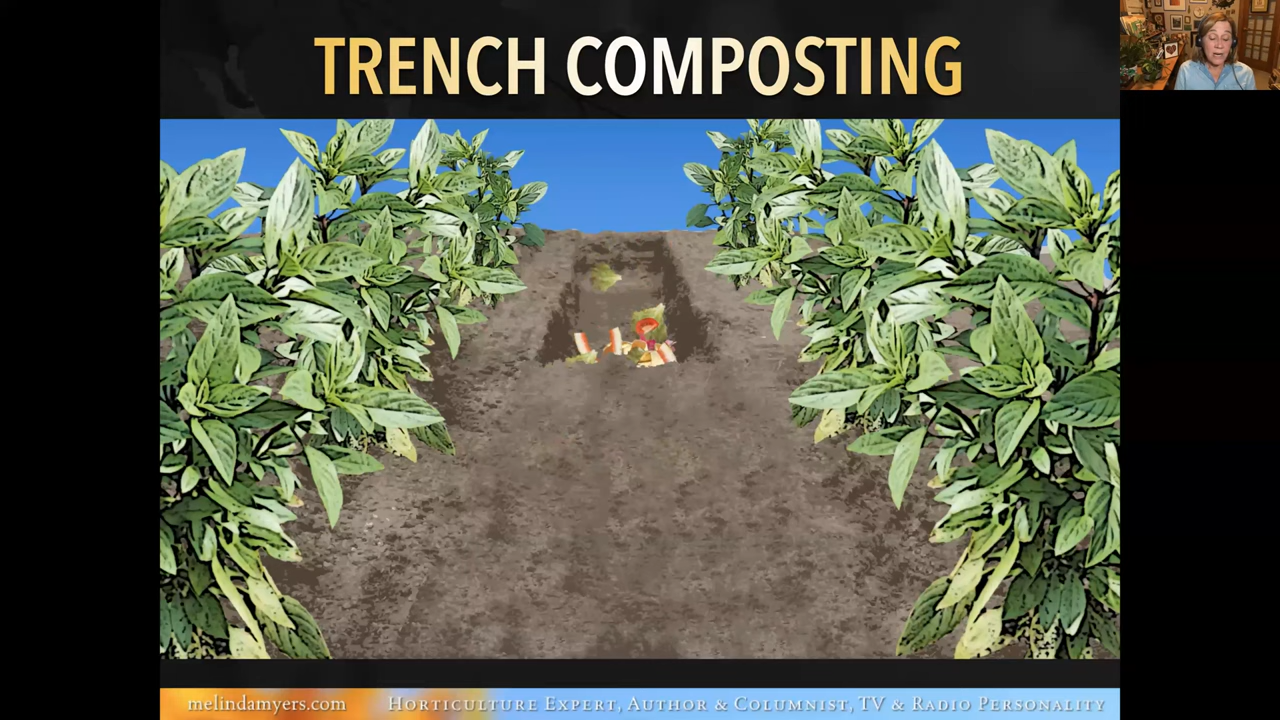 TRENCH COMPOSTING
melindamyers.com HORTICULTURE EXPERT, AUTHOR & COLUMNIST, TV & RADIO PERSONALITY